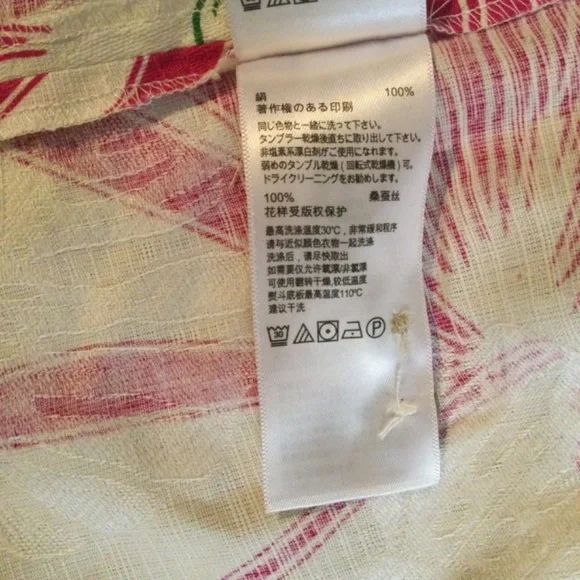 絹 100%
著作権のある印刷
同じ色物と一緒に洗って下さい。
タンブラー乾燥後直ちに取り出して下さい。
非塩素系漂白剤がご使用になれます。
弱めのタンブル乾燥（回転式乾燥機）可。
ドライクリーニングをお勧めします。
100% 桑蚕丝
花样受版权保护
最高洗涤温度30℃，非常缓和程序
请与近似颜色衣物一起洗涤
洗涤后，请尽快取出
如需要仅允许氧漂/非氯漂
可使用翻转干燥，较低温度
熨斗底板最高温度110℃
建议干洗
30 P